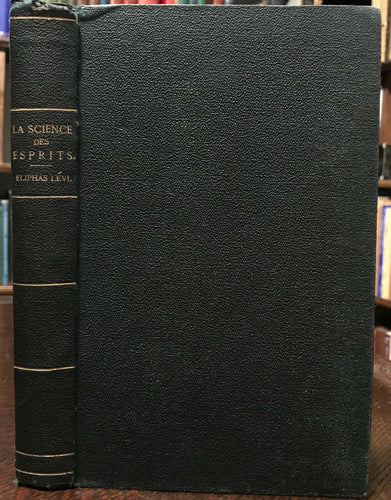 LA SCIENCE
DES
ESPRITS.
ELIPHAS LÉVI.